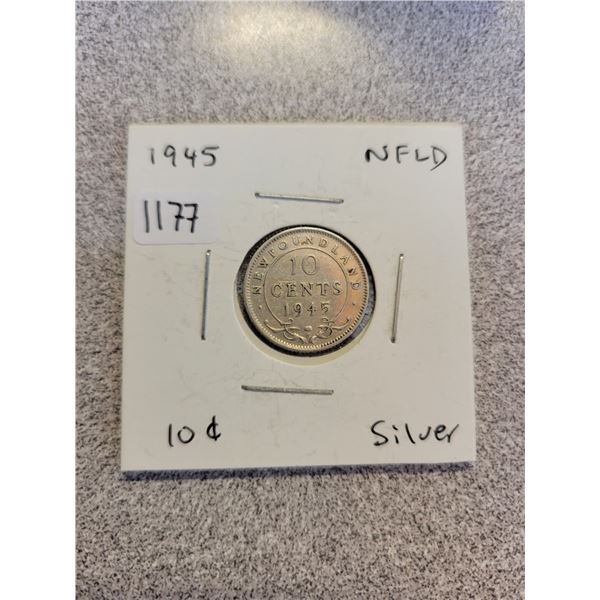 1945 NFLD
1177
NEWFOUNDLAND
10
CENTS
1945
10¢ Silver